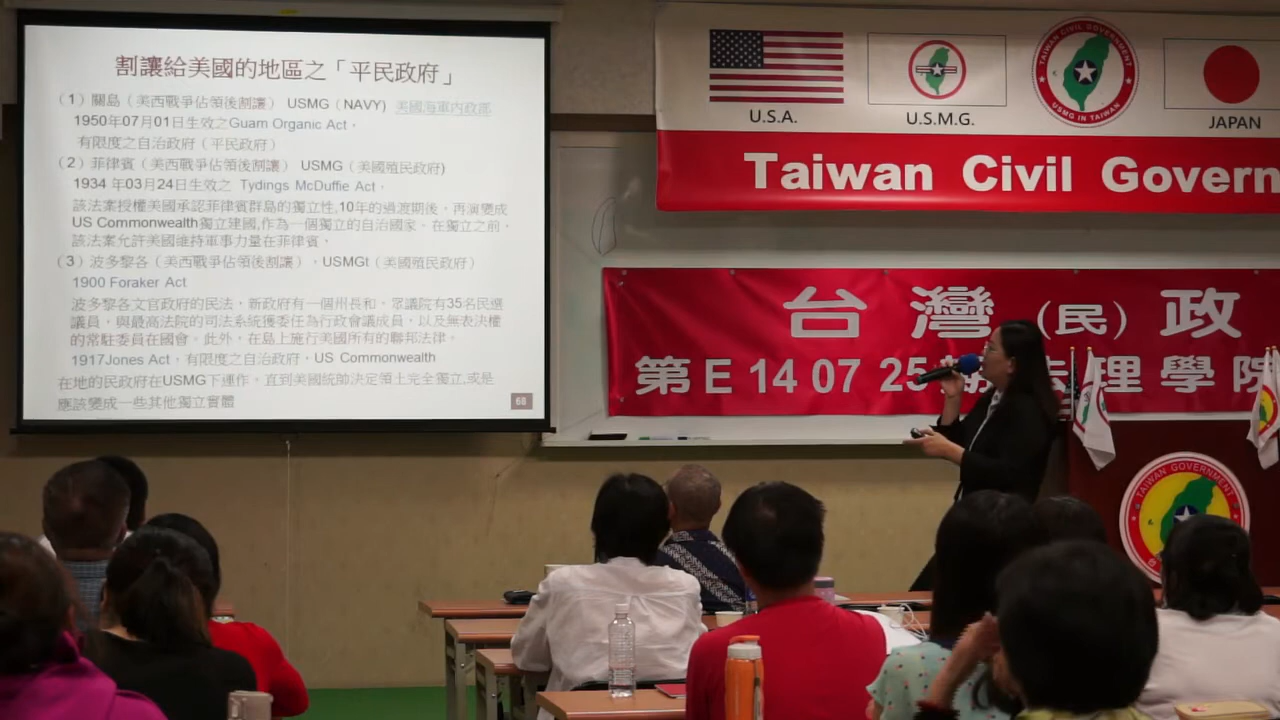 割讓給美國的地區之「平民政府」
(1) 關島(美西戰爭佔領後割讓) USMG(NAVY) 美國海軍內政部
1950年07月01日生效之Guam Organic Act,
有限度之自治政府(平民政府)
(2) 菲律賓(美西戰爭佔領後割讓) USMG(美國殖民政府)
1934 年03月24日生效之 Tydings McDuffie Act,
該法案授權美國承認菲律賓群島的獨立性,10年的過渡期後,再演變成
US Commonwealth獨立建國,作為一個獨立的自治國家。在獨立之前,
該法案允許美國維持軍事力量在菲律賓,
(3) 波多黎各(美西戰爭佔領後割讓),USMGt(美國殖民政府)
1900 Foraker Act
波多黎各文官政府的民法,新政府有一個州長和,眾議院有35名民選
議員,與最高法院的司法系統獲委任為行政會議成員,以及無表決權
的常駐委員在國會。此外,在島上施行美國所有的聯邦法律。
1917Jones Act,有限度之自治政府,US Commonwealth
在地的民政府在USMG下運作。直到美國統帥決定領土完全獨立,或是
應該變成一些其他獨立實體
68
U.S.A.
U.S.M.G.
TAIWAN CIVIL GOVERNMENT
USMG IN TAIWAN
JAPAN
Taiwan Civil Govern
台灣(民)政
第E 14 07 25 理學院
TAIWAN GOVERNMENT